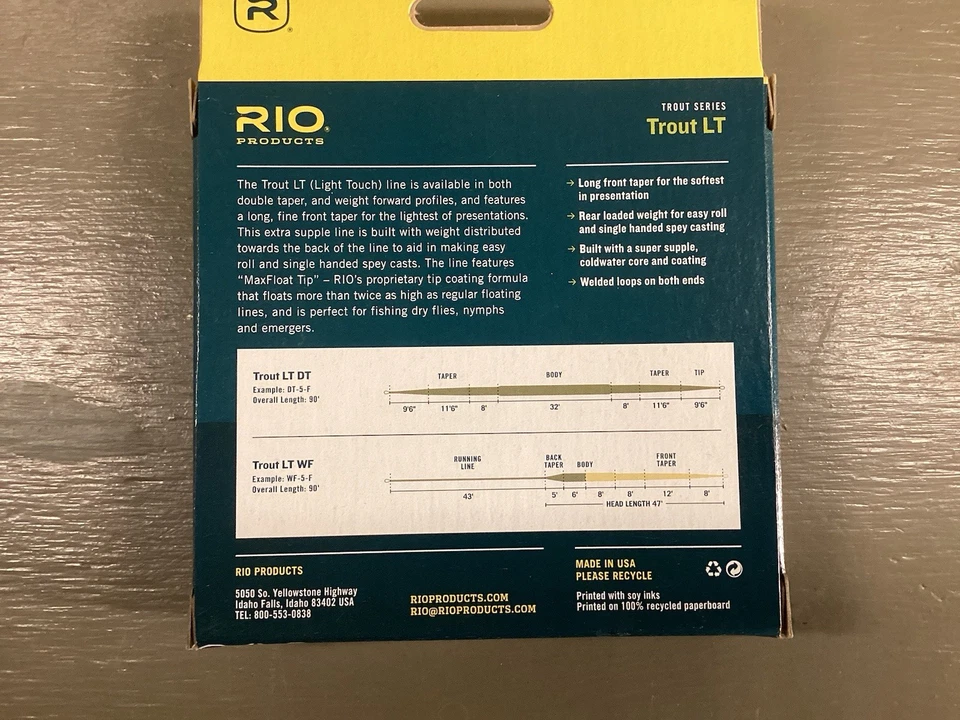 R
RIO
PRODUCTS
TROUT SERIES
Trout LT
The Trout LT (Light Touch) line is available in both
double taper, and weight forward profiles, and features
a long, fine front taper for the lightest of presentations.
This extra supple line is built with weight distributed
towards the back of the line to aid in making easy
roll and single handed spey casts. The line features
“MaxFloat Tip” – RIO's proprietary tip coating formula
that floats more than twice as high as regular floating
lines, and is perfect for fishing dry flies, nymphs
and emergers.
→ Long front taper for the softest
in presentation
→ Rear loaded weight for easy roll
and single handed spey casting
→ Built with a super supple,
coldwater core and coating
→ Welded loops on both ends
Trout LT DT
Example: DT-5-F
Overall Length: 90'
TAPER BODY TAPER TIP
9'6" 11'6" 8' 32' 8' 11'6" 9'6"
Trout LT WF
Example: WF-5-F
Overall Length: 90'
RUNNING
LINE
BACK
TAPER
BODY
FRONT
TAPER
43' 5' 6' 8' 8' 12' 8'
HEAD LENGTH 47'
RIO PRODUCTS
5050 So. Yellowstone Highway
Idaho Falls, Idaho 83402 USA
TEL: 800-553-0838
RIOPRODUCTS.COM
RIO@RIOPRODUCTS.COM
MADE IN USA
PLEASE RECYCLE
Printed with soy inks
Printed on 100% recycled paperboard